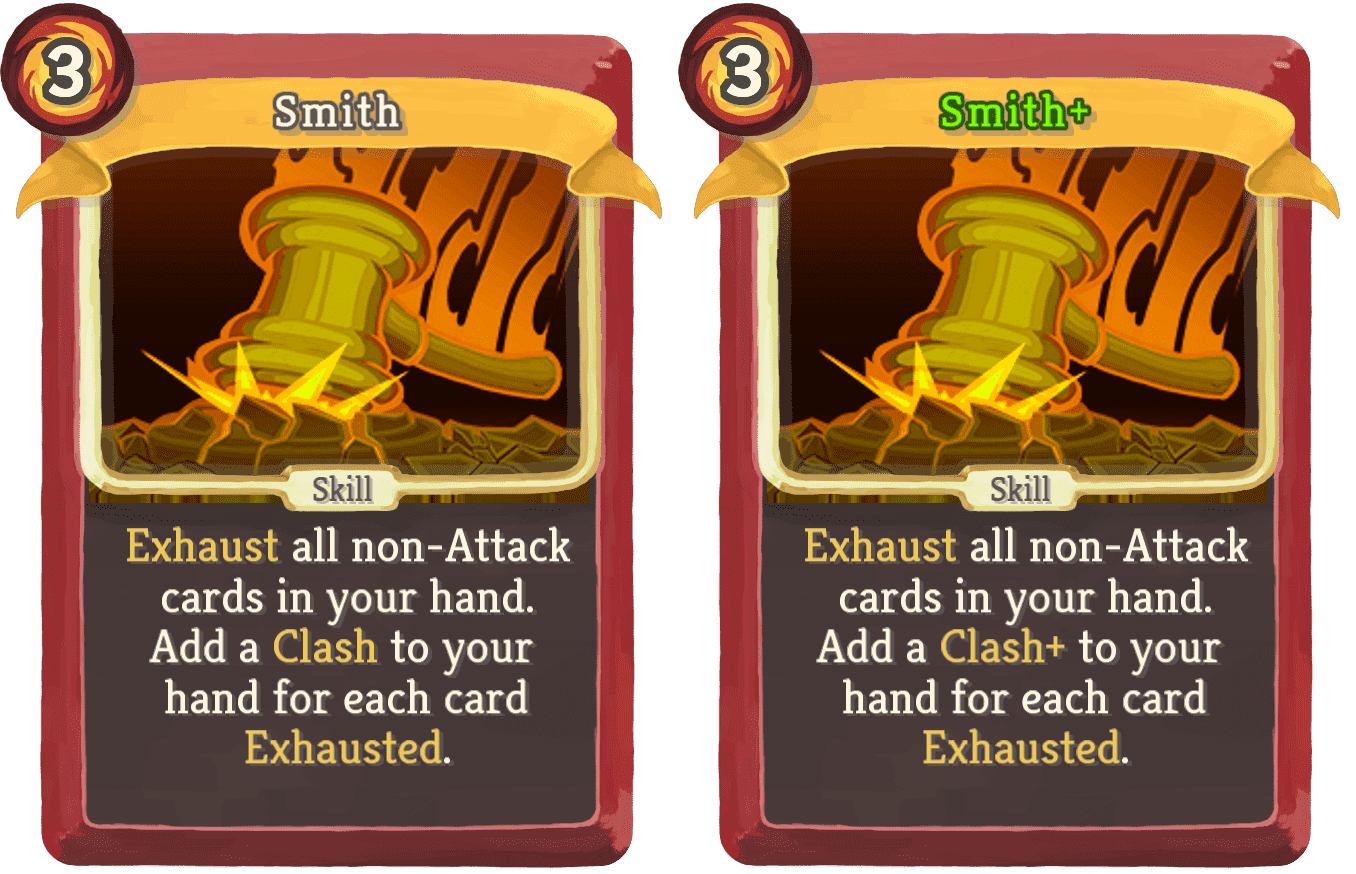 3
Smith
Skill
Exhaust all non-Attack
cards in your hand.
Add a Clash to your
hand for each card
Exhausted.
3
Smith+
Skill
Exhaust all non-Attack
cards in your hand.
Add a Clash+ to your
hand for each card
Exhausted.